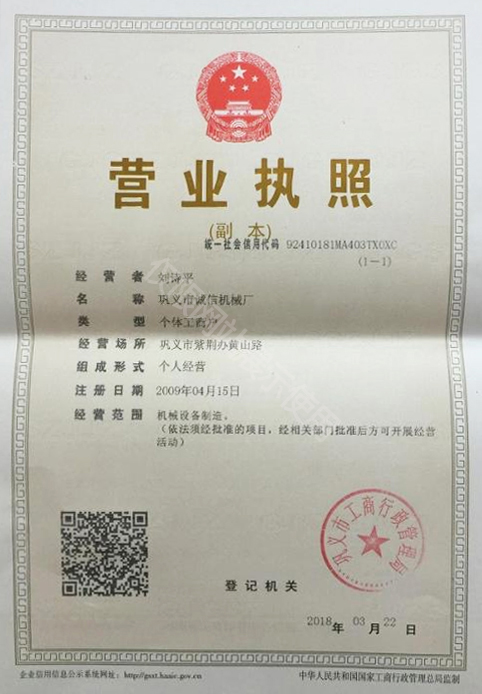 营业执照
(副 本)
统一社会信用代码 92410181MA403TX0XC
(1-1)
经营者 刘涛平
名称 巩义市诚信机械厂
类型 个体工商户
经营场所 巩义市紫荆办黄山路
组成形式 个人经营
注册日期 2009年04月15日
经营范围 机械设备制造。
（依法须经批准的项目，经相关部门批准后方可开展经营
活动）
巩义市工商行政管理局
登记机关
2018年 03月22日
企业信用信息公示系统网址：http://gsxt.haaic.gov.cn
中华人民共和国国家工商行政管理总局监制